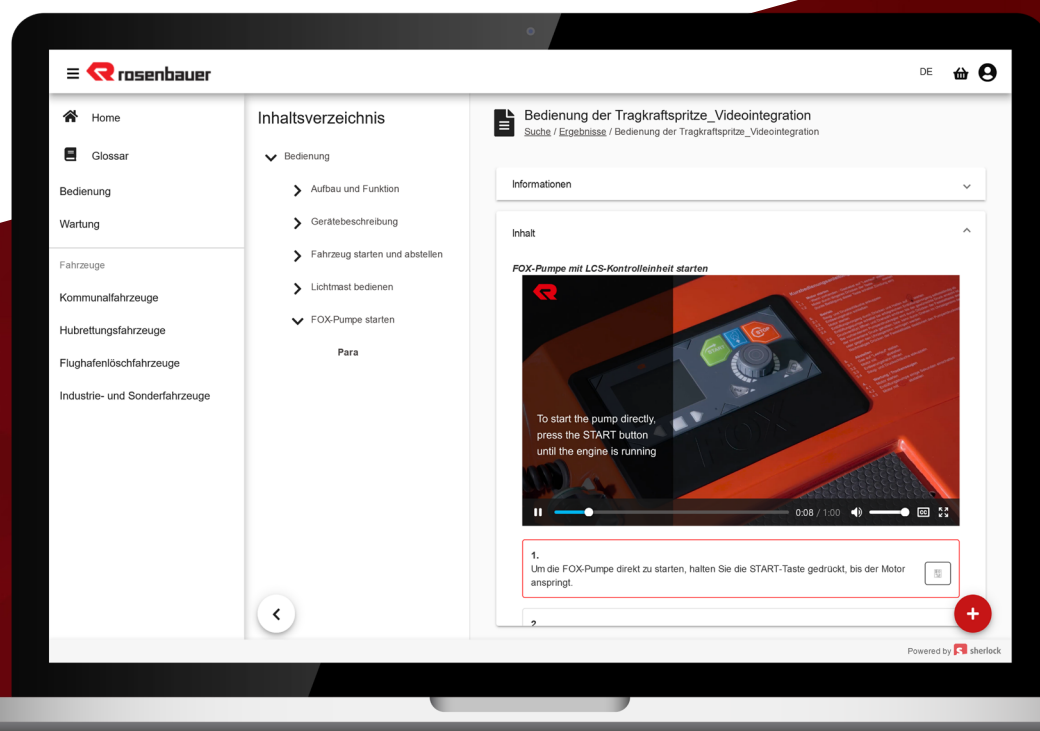 rosenbauer
DE
Home
Glossar
Bedienung
Wartung
Fahrzeuge
Kommunalfahrzeuge
Hubrettungsfahrzeuge
Flughafenlöschfahrzeuge
Industrie- und Sonderfahrzeuge
Inhaltsverzeichnis
Bedienung
Aufbau und Funktion
Gerätebeschreibung
Fahrzeug starten und abstellen
Lichtmast bedienen
FOX-Pumpe starten
Para
Bedienung der Tragkraftspritze_Videointegration
Suche / Ergebnisse / Bedienung der Tragkraftspritze_Videointegration
Informationen
Inhalt
FOX-Pumpe mit LCS-Kontrolleinheit starten
START
STOP
FOX
To start the pump directly,
press the START button
until the engine is running
0:08 / 1:00
CC
1.
Um die FOX-Pumpe direkt zu starten, halten Sie die START-Taste gedrückt, bis der Motor
anspringt.
2
Powered by S sherlock